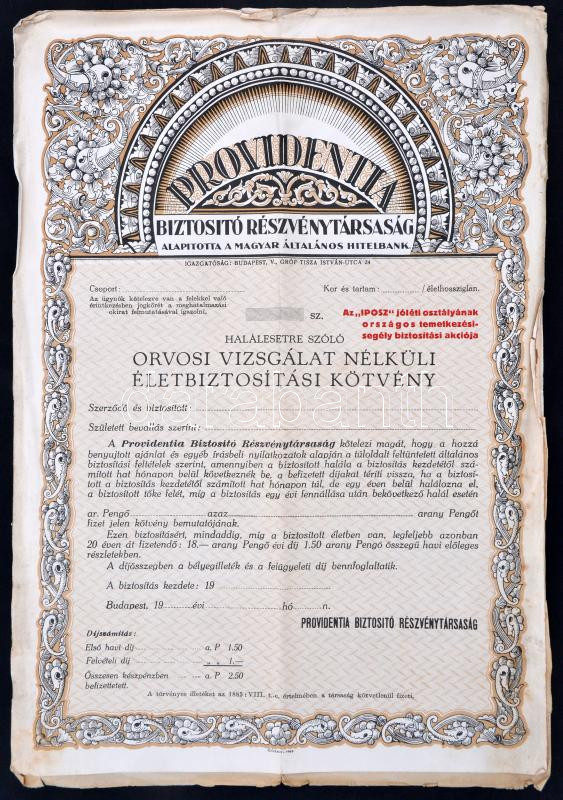 PROVIDENTIA
BIZTOSITÓ RÉSZVÉNYTÁRSASÁG
ALAPITOTTA A MAGYAR ÁLTALÁNOS HITELBANK
IGAZGATÓSÁG: BUDAPEST, V., GRÓF TISZA ISTVÁN-UTCA 24
Csoport:
Kor és tartam: /élethossziglan.
Az ügynök kötelezve van a felekkel való
érintkezésben jogkörét a meghatalmazási
okirat felmutatásával igazolni.
SZ.
Az „IPOSZ" jóléti osztályának
országos temetkezési-
segély biztosítási akciója
HALÁLESETRE SZÓLÓ
ORVOSI VIZSGÁLAT NÉLKÜLI
ÉLETBIZTOSÍTÁSI KÖTVÉNY
Szerződő és biztosított:
Született bevallás szerint:
A Providentia Biztosító Részvénytársaság kötelezi magát, hogy a hozzá
benyujtott ajánlat és egyéb írásbeli nyilatkozatok alapján a túloldalt feltüntetett általános
biztosítási feltételek szerint, amennyiben a biztosított halála a biztosítás kezdetétől szá-
mított hat hónapon belül következnék be, a befizetett díjakat téríti vissza, ha a biztosí-
tott a biztosítás kezdetétől számított hat hónapon túl, de egy éven belül halálozna el,
a biztosított tőke felét, míg a biztosítás egy évi fennállása után bekövetkező halál esetén
ar. Pengő azaz arany Pengőt
fizet jelen kötvény bemutatójának.
Ezen biztosításért, mindaddig, míg a biztosított életben van, legfeljebb azonban
20 éven át fizetendő: 18.— arany Pengő évi díj 1.50 arany Pengő összegű havi előleges
részletekben.
A díjösszegben a bélyegilleték és a felügyeleti díj bennfoglaltatik.
A biztosítás kezdete: 19
Budapest, 19 évi hó n.
PROVIDENTIA BIZTOSITÓ RÉSZVÉNYTÁRSASÁG
Díjszámítás:
Első havi díj a. P 1.50
Felvételi díj „ „ 1.—
Összesen készpénzben a. P 2.50
befizettetett.
A törvényes illetéket az 1883:VIII. t.-c. értelmében a társaság közvetlenül fizeti.
darabanth